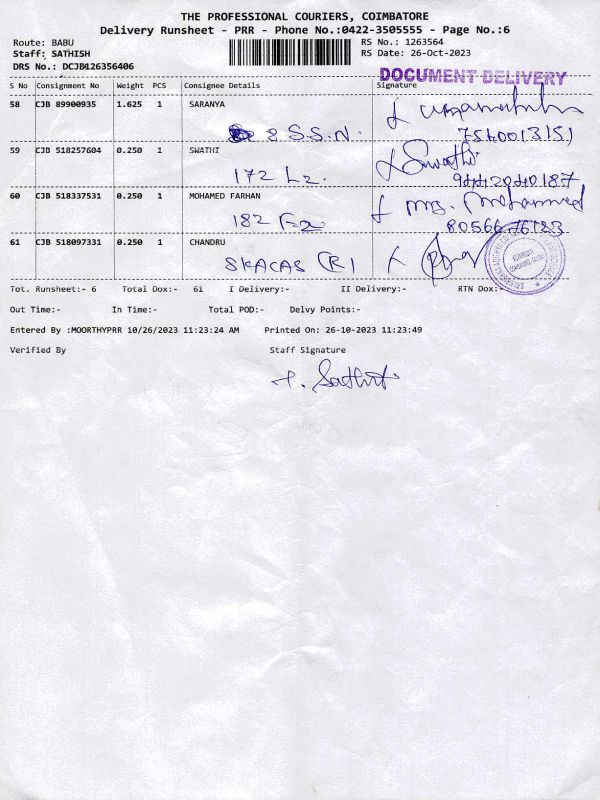 THE PROFESSIONAL COURIERS, COIMBATORE
Delivery Runsheet - PRR - Phone No.:0422-3505555 - Page No.:6
Route: BABU RS No.: 1263564
Staff: SATHISH RS Date: 26-Oct-2023
DRS No.: DCJB126356406
DOCUMENT DELIVERY
S No Consignment No Weight PCS Consignee Details Signature
58 CJB 89900935 1.625 1 SARANYA
8 S.S.N.
59 CJB 518257604 0.250 1 SWATHI Swathi
172 L2. 9442040187
60 CJB 518337531 0.250 1 MOHAMED FARHAN Mohammed
182 F2 8056676183
61 CJB 518097331 0.250 1 CHANDRU
SKACAS (R)
Tot. Runsheet:- 6 Total Dox:- 61 I Delivery:- II Delivery:- RTN Dox:-
Out Time:- In Time:- Total POD:- Delvy Points:-
Entered By :MOORTHYPRR 10/26/2023 11:23:24 AM Printed On: 26-10-2023 11:23:49
Verified By Staff Signature